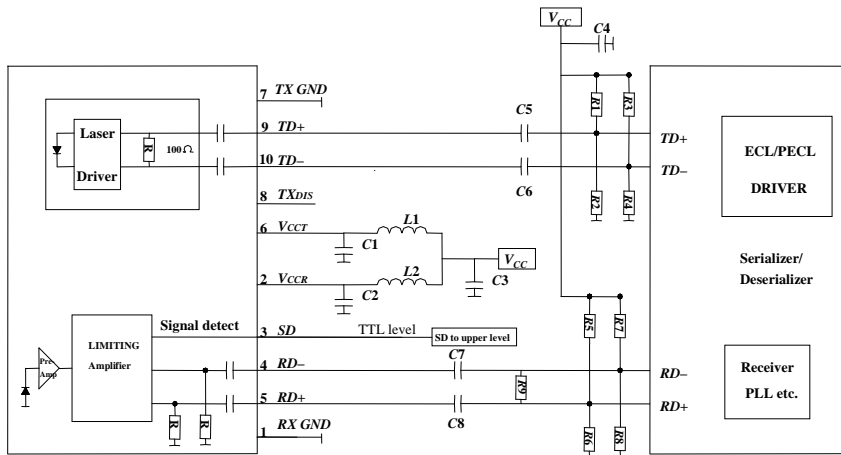 VCC
C4
7 TX GND
C5
R1
R3
Laser
Driver
R
100Ω
9 TD+
TD+
ECL/PECL
DRIVER
10 TD−
TD−
C6
R2
R4
8 TXDIS
6 VCCT
C1
L1
VCC
C3
Serializer/
Deserializer
2 VCCR
C2
L2
Signal detect
3 SD
TTL level
SD to upper level
R5
R7
LIMITING
Amplifier
Pre-
Amp
4 RD−
C7
R9
RD−
Receiver
PLL etc.
5 RD+
C8
RD+
R
R
1 RX GND
R6
R8